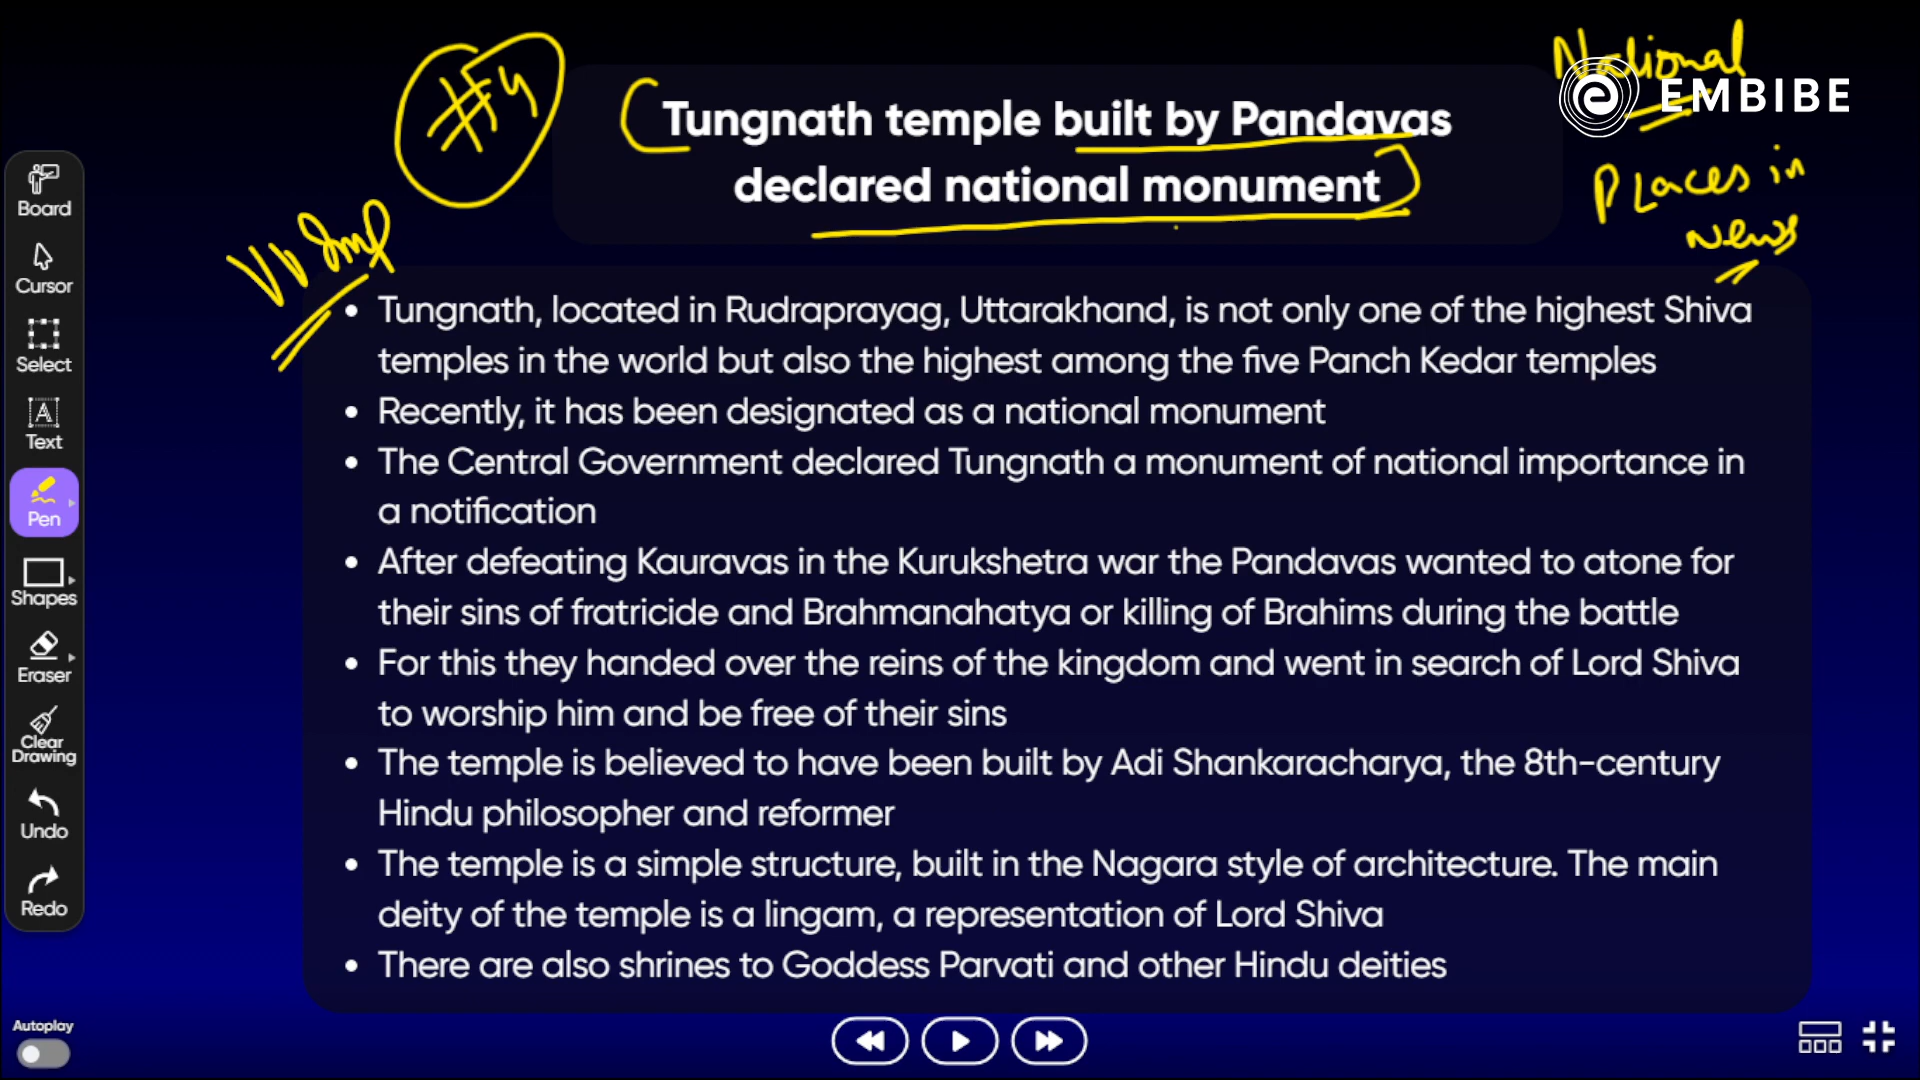 #4
National
EMBIBE
Tungnath temple built by Pandavas
declared national monument
Places in
news
VV Imp
Board
Cursor
Select
Text
Pen
Shapes
Eraser
Clear
Drawing
Undo
Redo
Autoplay
• Tungnath, located in Rudraprayag, Uttarakhand, is not only one of the highest Shiva
temples in the world but also the highest among the five Panch Kedar temples
• Recently, it has been designated as a national monument
• The Central Government declared Tungnath a monument of national importance in
a notification
• After defeating Kauravas in the Kurukshetra war the Pandavas wanted to atone for
their sins of fratricide and Brahmanahatya or killing of Brahims during the battle
• For this they handed over the reins of the kingdom and went in search of Lord Shiva
to worship him and be free of their sins
• The temple is believed to have been built by Adi Shankaracharya, the 8th-century
Hindu philosopher and reformer
• The temple is a simple structure, built in the Nagara style of architecture. The main
deity of the temple is a lingam, a representation of Lord Shiva
• There are also shrines to Goddess Parvati and other Hindu deities